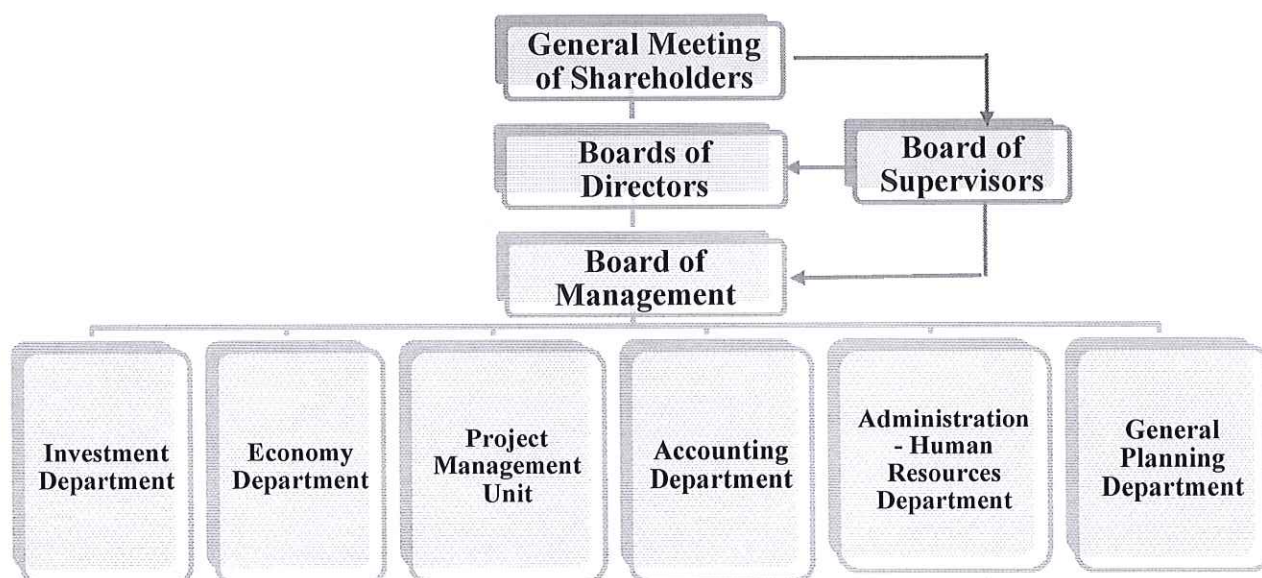 General Meeting
of Shareholders
Boards of
Directors
Board of
Supervisors
Board of
Management
Investment
Department
Economy
Department
Project
Management
Unit
Accounting
Department
Administration
- Human
Resources
Department
General
Planning
Department